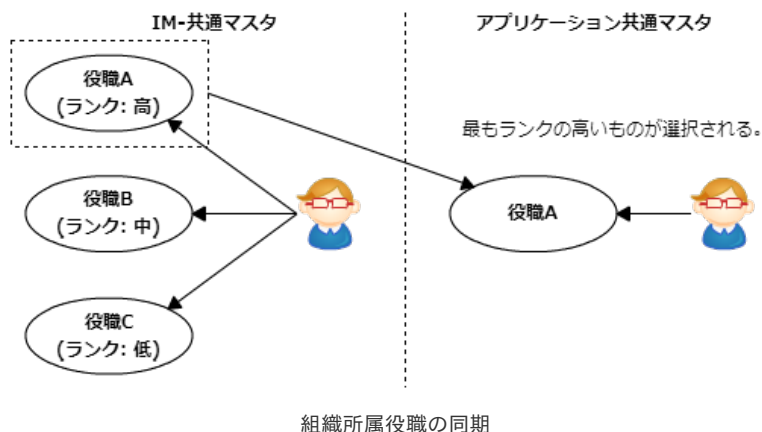 IM-共通マスタ
アプリケーション共通マスタ
役職A
(ランク: 高)
最もランクの高いものが選択される。
役職B
(ランク: 中)
役職A
役職C
(ランク: 低)
組織所属役職の同期